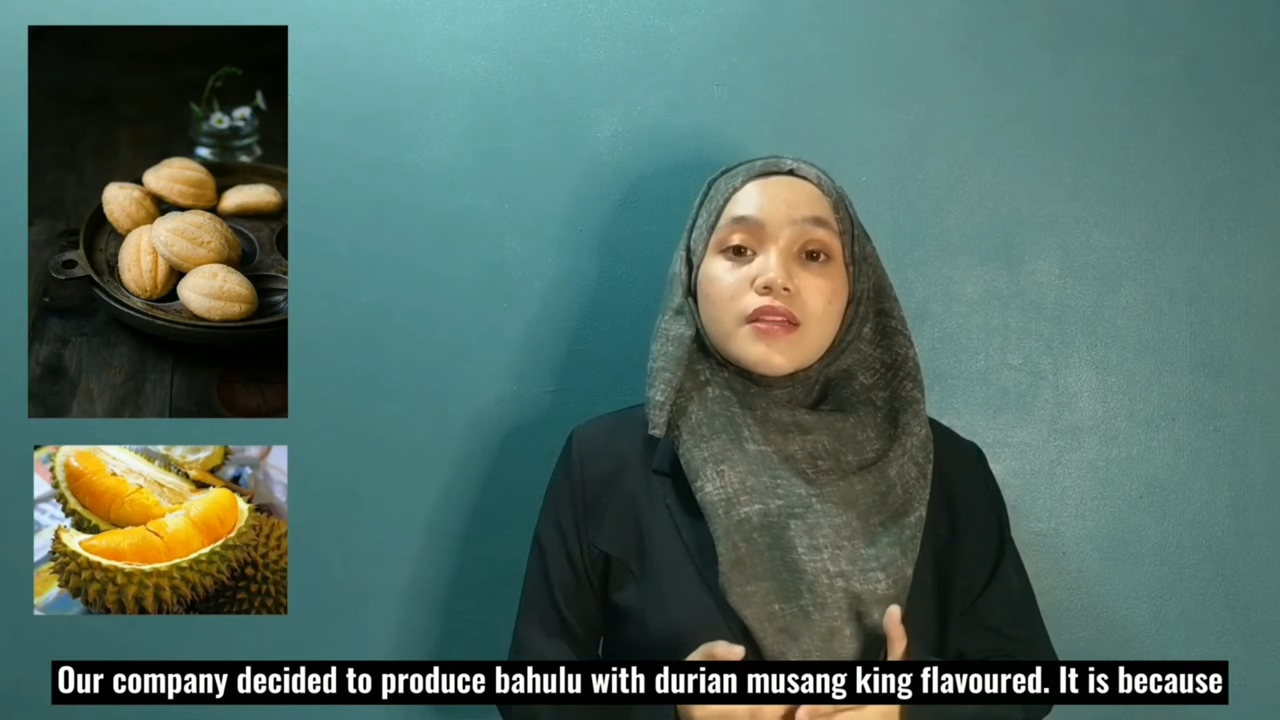 Our company decided to produce bahulu with durian musang king flavoured. It is because